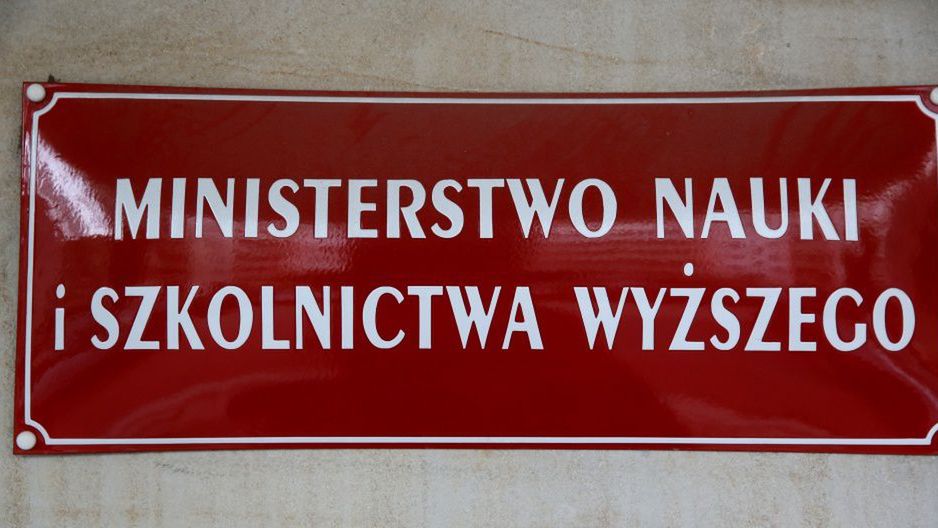 MINISTERSTWO NAUKI
i SZKOLNICTWA WYŻSZEGO